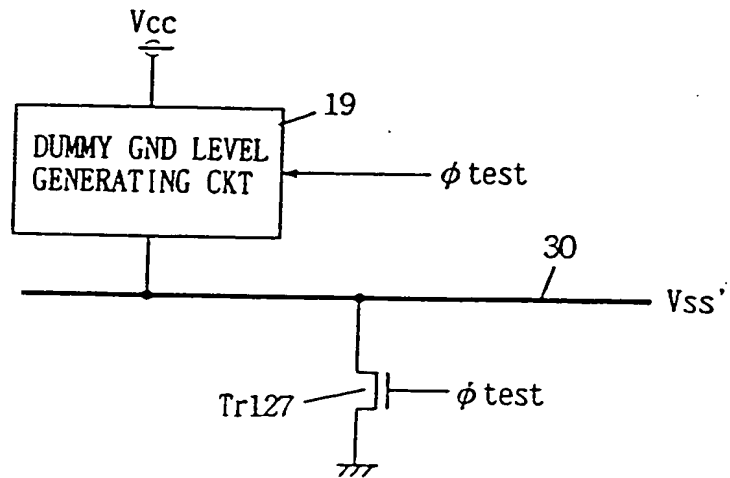 Vcc
19
DUMMY GND LEVEL
GENERATING CKT
ϕ test
30
Vss'
Tr127
ϕ test